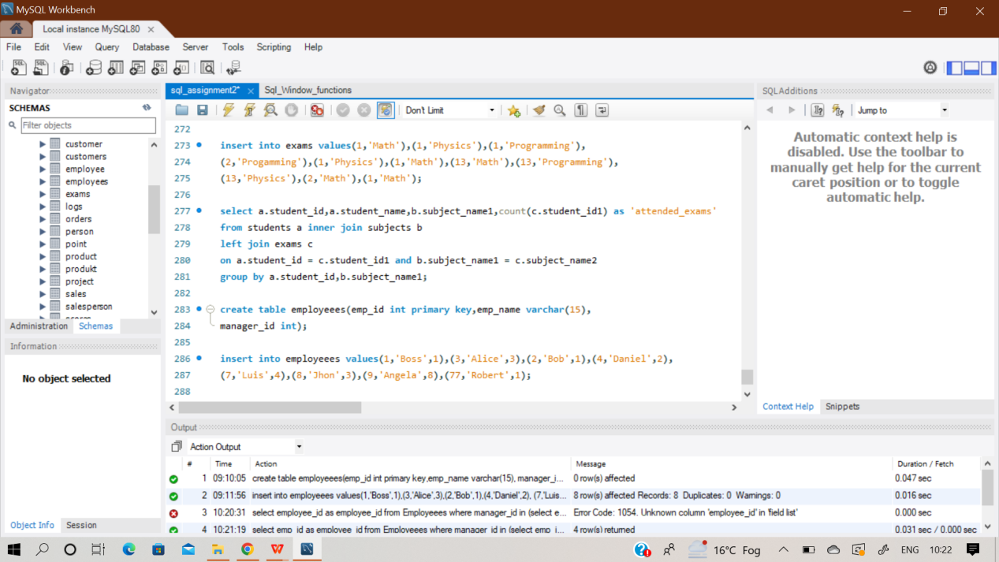 MySQL Workbench
Local instance MySQL80
File Edit View Query Database Server Tools Scripting Help
Navigator
SCHEMAS
Filter objects
customer
customers
employee
employees
exams
logs
orders
person
point
product
produkt
project
sales
salesperson
Administration Schemas
Information
No object selected
Object Info Session
sql_assignment2* Sql_Window_functions
Don't Limit
272
273 insert into exams values(1,'Math'),(1,'Physics'),(1,'Programming'),
274 (2,'Progamming'),(1,'Physics'),(1,'Math'),(13,'Math'),(13,'Programming'),
275 (13,'Physics'),(2,'Math'),(1,'Math');
276
277 select a.student_id,a.student_name,b.subject_name1,count(c.student_id1) as 'attended_exams'
278 from students a inner join subjects b
279 left join exams c
280 on a.student_id = c.student_id1 and b.subject_name1 = c.subject_name2
281 group by a.student_id,b.subject_name1;
282
283 create table employeees(emp_id int primary key,emp_name varchar(15),
284 manager_id int);
285
286 insert into employeees values(1,'Boss',1),(3,'Alice',3),(2,'Bob',1),(4,'Daniel',2),
287 (7,'Luis',4),(8,'Jhon',3),(9,'Angela',8),(77,'Robert',1);
288
SQLAdditions
Jump to
Automatic context help is
disabled. Use the toolbar to
manually get help for the current
caret position or to toggle
automatic help.
Context Help Snippets
Output
Action Output
# Time Action Message Duration / Fetch
1 09:10:05 create table employeees(emp_id int primary key,emp_name varchar(15), manager_i... 0 row(s) affected 0.047 sec
2 09:11:56 insert into employeees values(1,'Boss',1),(3,'Alice',3),(2,'Bob',1),(4,'Daniel',2), (7,'Luis... 8 row(s) affected Records: 8 Duplicates: 0 Warnings: 0 0.016 sec
3 10:20:31 select employee_id as employee_id from Employeees where manager_id in (select e... Error Code: 1054. Unknown column 'employee_id' in 'field list' 0.000 sec
4 10:21:19 select emp_id as employee_id from Employeees where manager_id in (select emp_i... 4 row(s) returned 0.031 sec / 0.000 sec
16°C Fog ENG 10:22